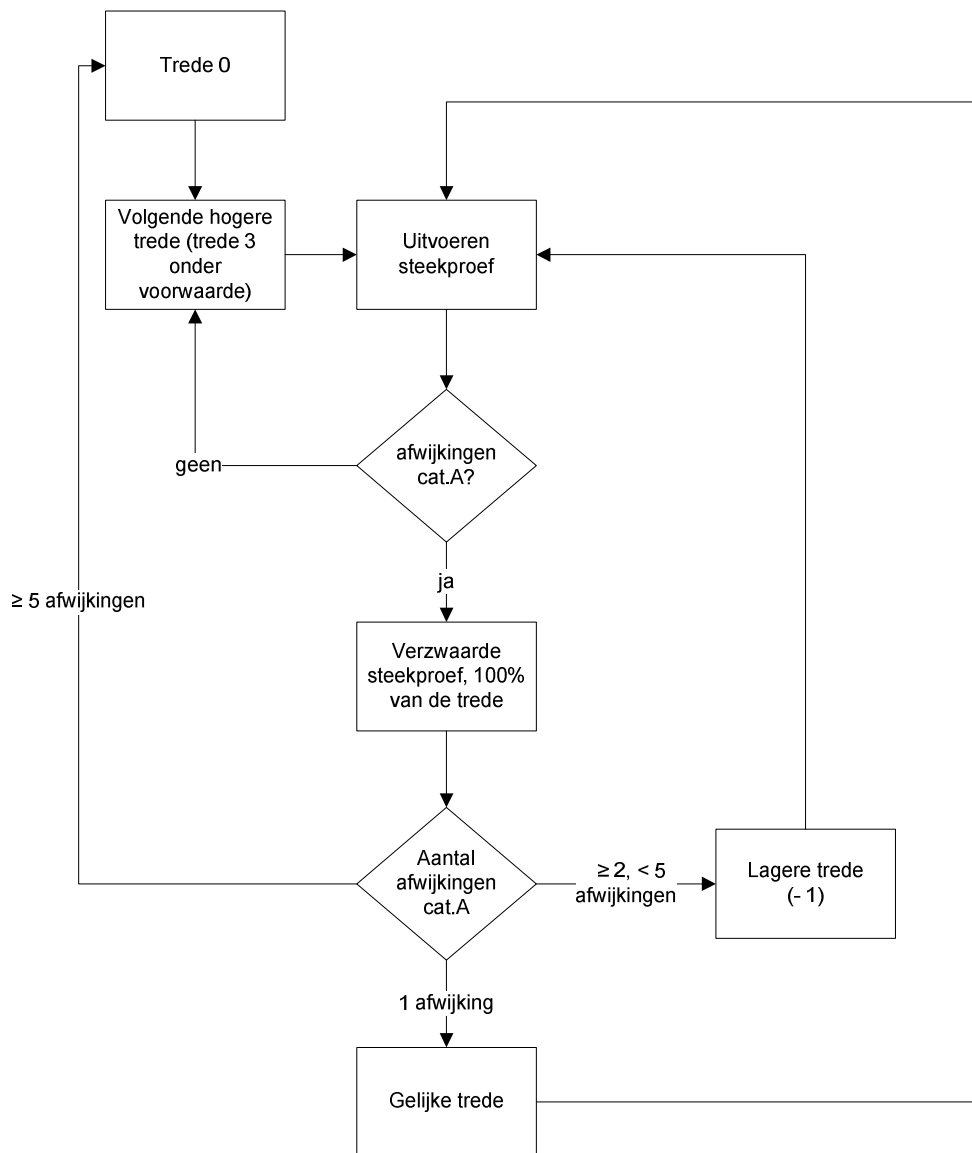 Trede 0
Volgende hogere
trede (trede 3
onder
voorwaarde)
Uitvoeren
steekproef
afwijkingen
cat.A?
geen
ja
≥ 5 afwijkingen
Verzwaarde
steekproef, 100%
van de trede
Aantal
afwijkingen
cat.A
≥ 2, < 5
afwijkingen
Lagere trede
(- 1)
1 afwijking
Gelijke trede